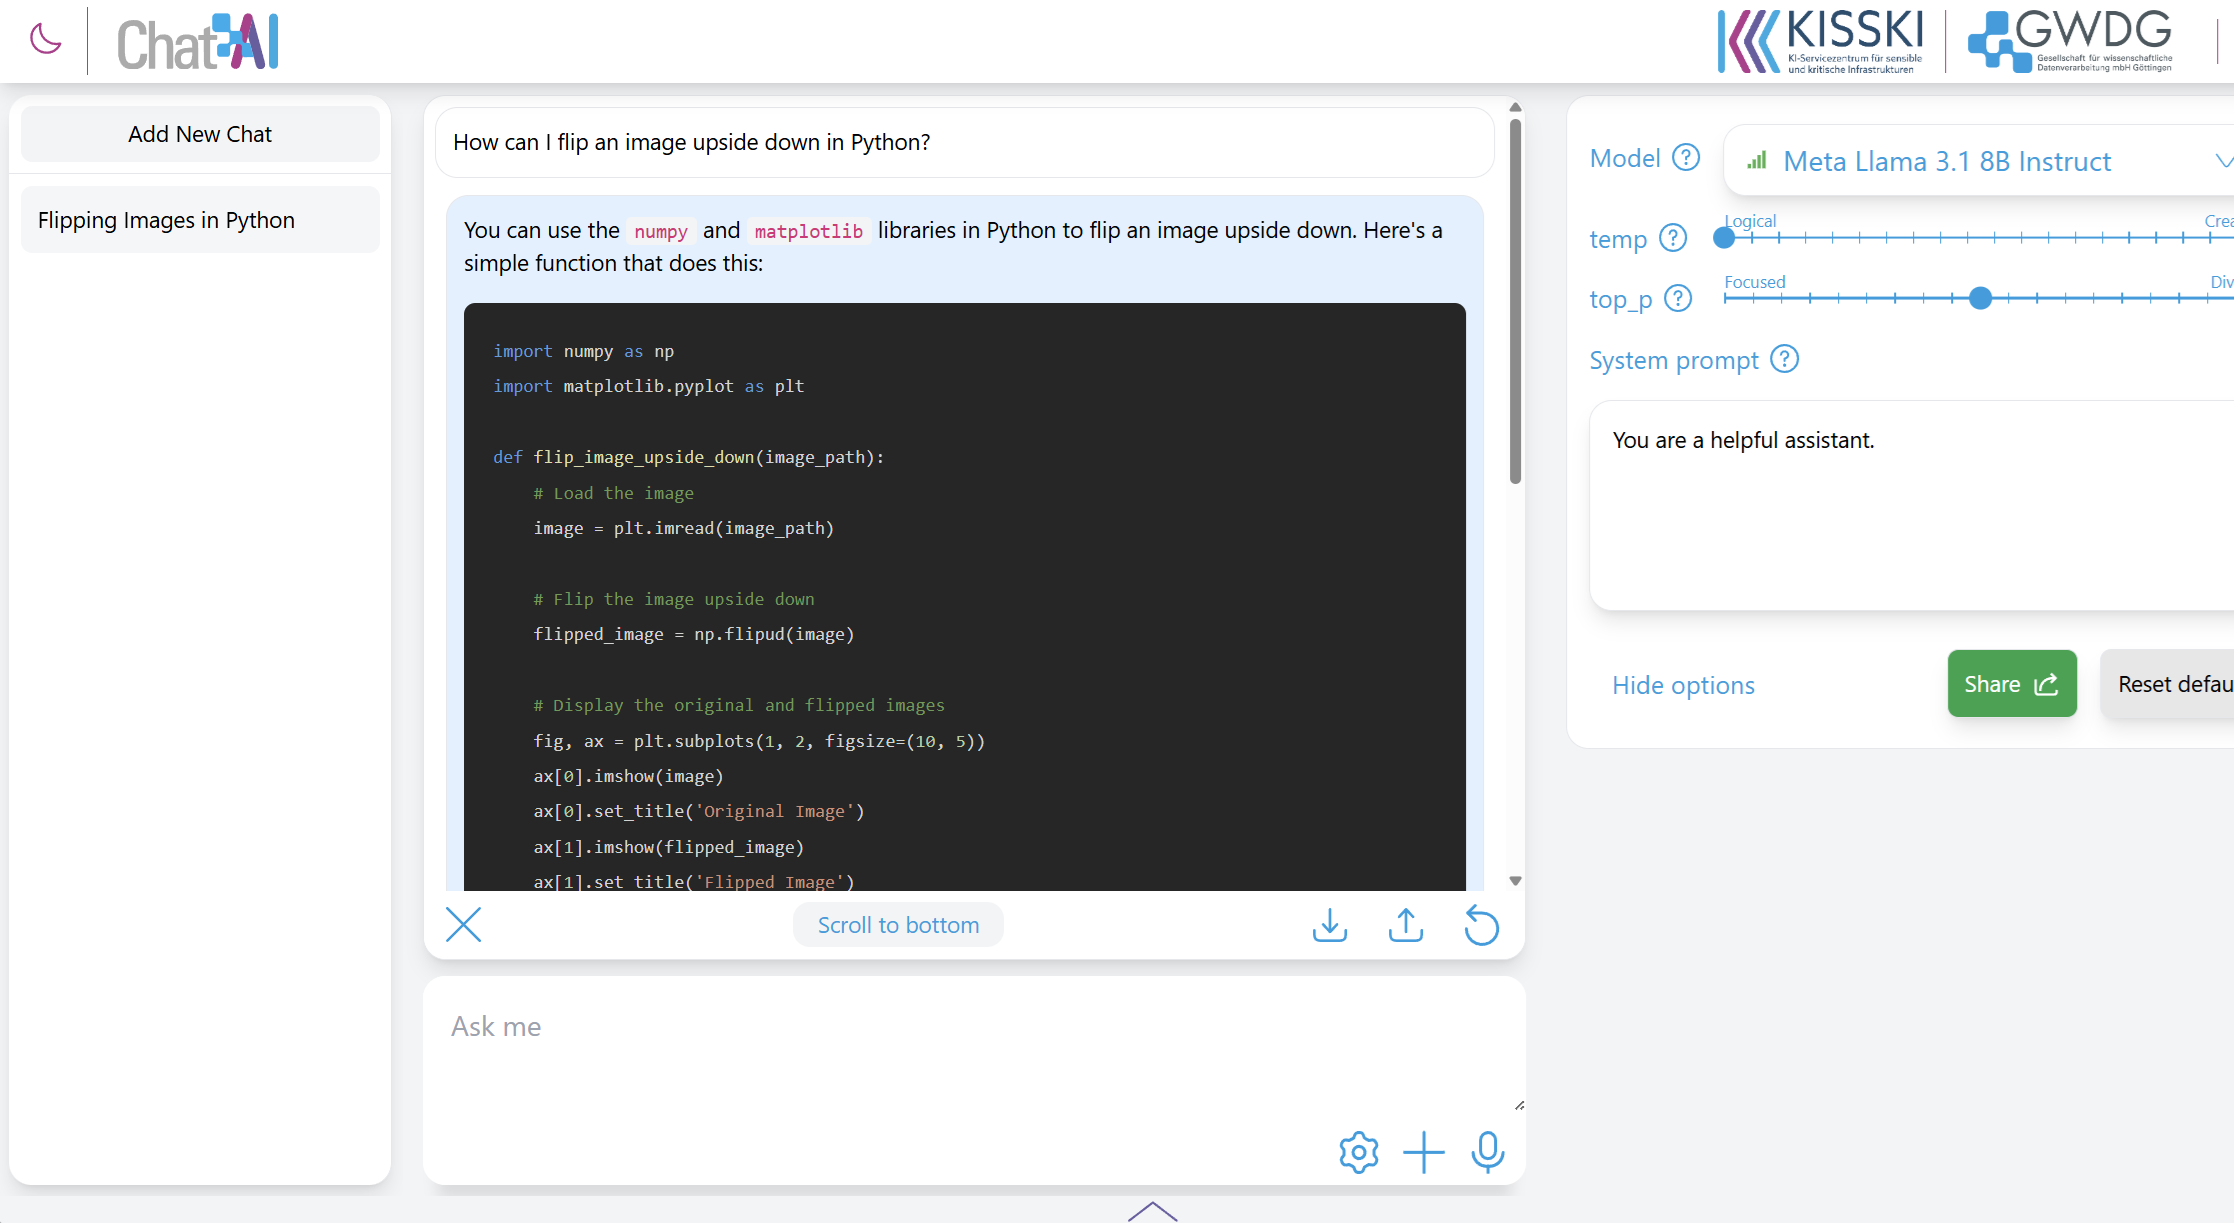 Chat AI
KISSKI
KI-Servicezentrum für sensible
und kritische Infrastrukturen
GWDG
Gesellschaft für wissenschaftliche
Datenverarbeitung mbH Göttingen
Add New Chat
Flipping Images in Python
How can I flip an image upside down in Python?
You can use the numpy and matplotlib libraries in Python to flip an image upside down. Here's a
simple function that does this:
import numpy as np
import matplotlib.pyplot as plt
def flip_image_upside_down(image_path):
    # Load the image
    image = plt.imread(image_path)
    # Flip the image upside down
    flipped_image = np.flipud(image)
    # Display the original and flipped images
    fig, ax = plt.subplots(1, 2, figsize=(10, 5))
    ax[0].imshow(image)
    ax[0].set_title('Original Image')
    ax[1].imshow(flipped_image)
    ax[1].set_title('Flipped Image')
Scroll to bottom
Ask me
Model ?
Meta Llama 3.1 8B Instruct
Logical Crea
temp ?
Focused Div
top_p ?
System prompt ?
You are a helpful assistant.
Hide options
Share
Reset defau